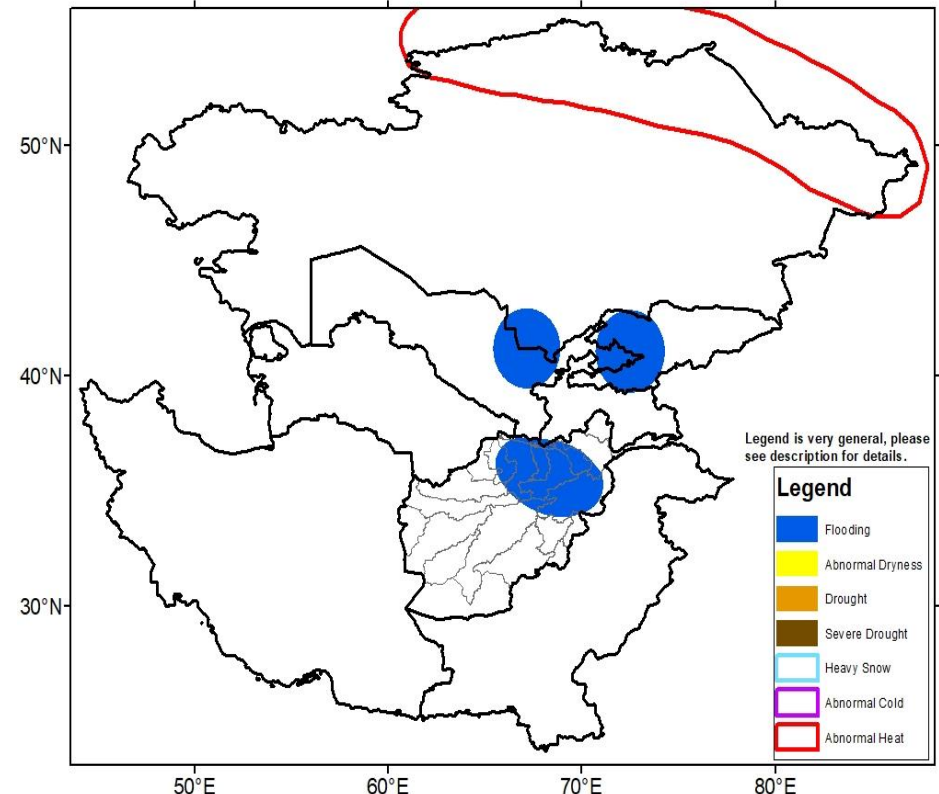 50°N
40°N
30°N
50°E
60°E
70°E
80°E
Legend is very general, please
see description for details.
Legend
Flooding
Abnormal Dryness
Drought
Severe Drought
Heavy Snow
Abnormal Cold
Abnormal Heat